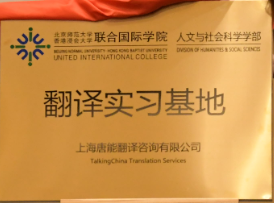 北京师范大学
香港浸会大学 联合国际学院 人文与社会科学学部
BEIJING NORMAL UNIVERSITY· HONG KONG BAPTIST UNIVERSITY
UNITED INTERNATIONAL COLLEGE
DIVISION OF HUMANITIES & SOCIAL SCIENCES
翻译实习基地
上海唐能翻译咨询有限公司
TalkingChina Translation Services